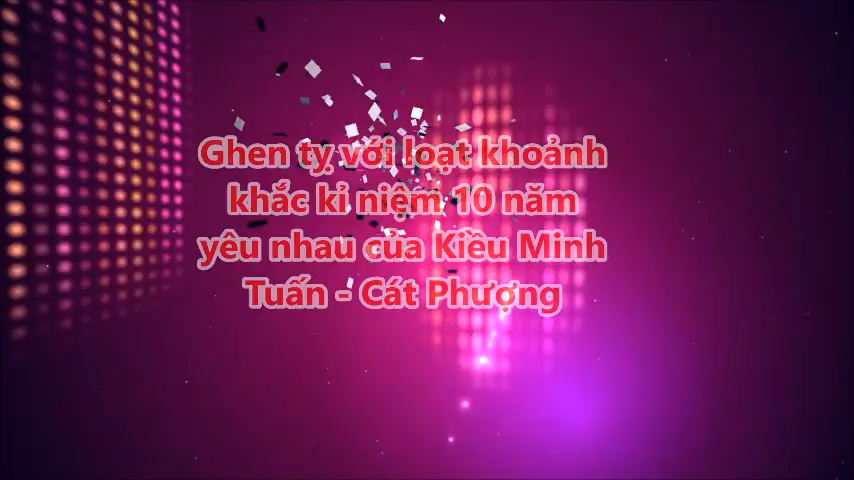 Ghen tỵ với loạt khoảnh
khắc kỉ niệm 10 năm
yêu nhau của Kiều Minh
Tuấn - Cát Phượng